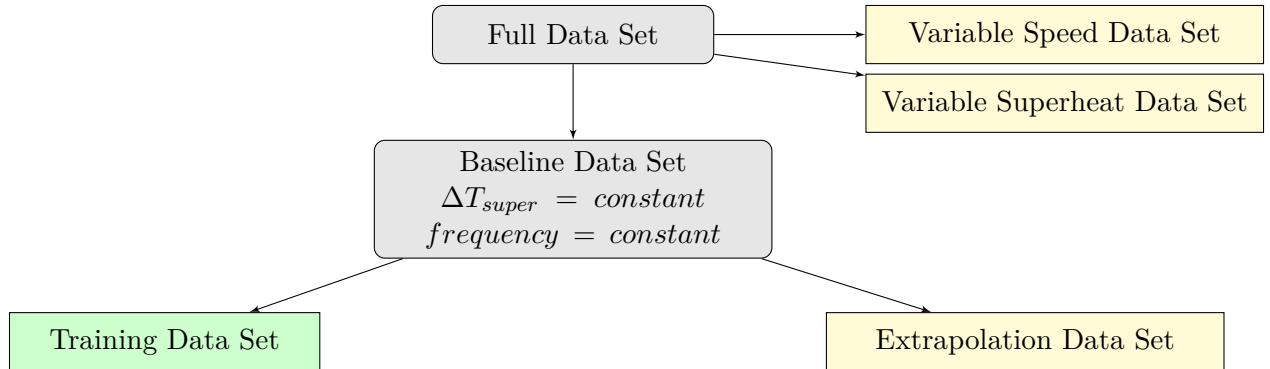 Full Data Set
Variable Speed Data Set
Variable Superheat Data Set
Baseline Data Set
ΔT_super = constant
frequency = constant
Training Data Set
Extrapolation Data Set